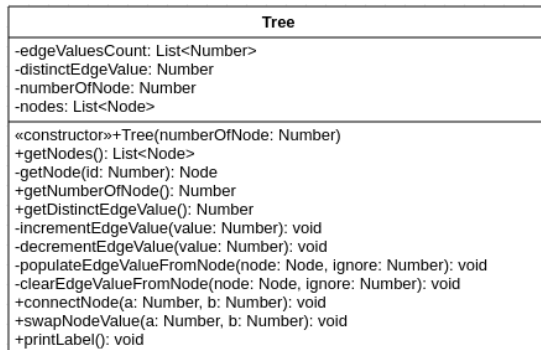 Tree
-edgeValuesCount: List<Number>
-distinctEdgeValue: Number
-numberOfNode: Number
-nodes: List<Node>
«constructor»+Tree(numberOfNode: Number)
+getNodes(): List<Node>
-getNode(id: Number): Node
+getNumberOfNode(): Number
+getDistinctEdgeValue(): Number
-incrementEdgeValue(value: Number): void
-decrementEdgeValue(value: Number): void
-populateEdgeValueFromNode(node: Node, ignore: Number): void
-clearEdgeValueFromNode(node: Node, ignore: Number): void
+connectNode(a: Number, b: Number): void
+swapNodeValue(a: Number, b: Number): void
+printLabel(): void